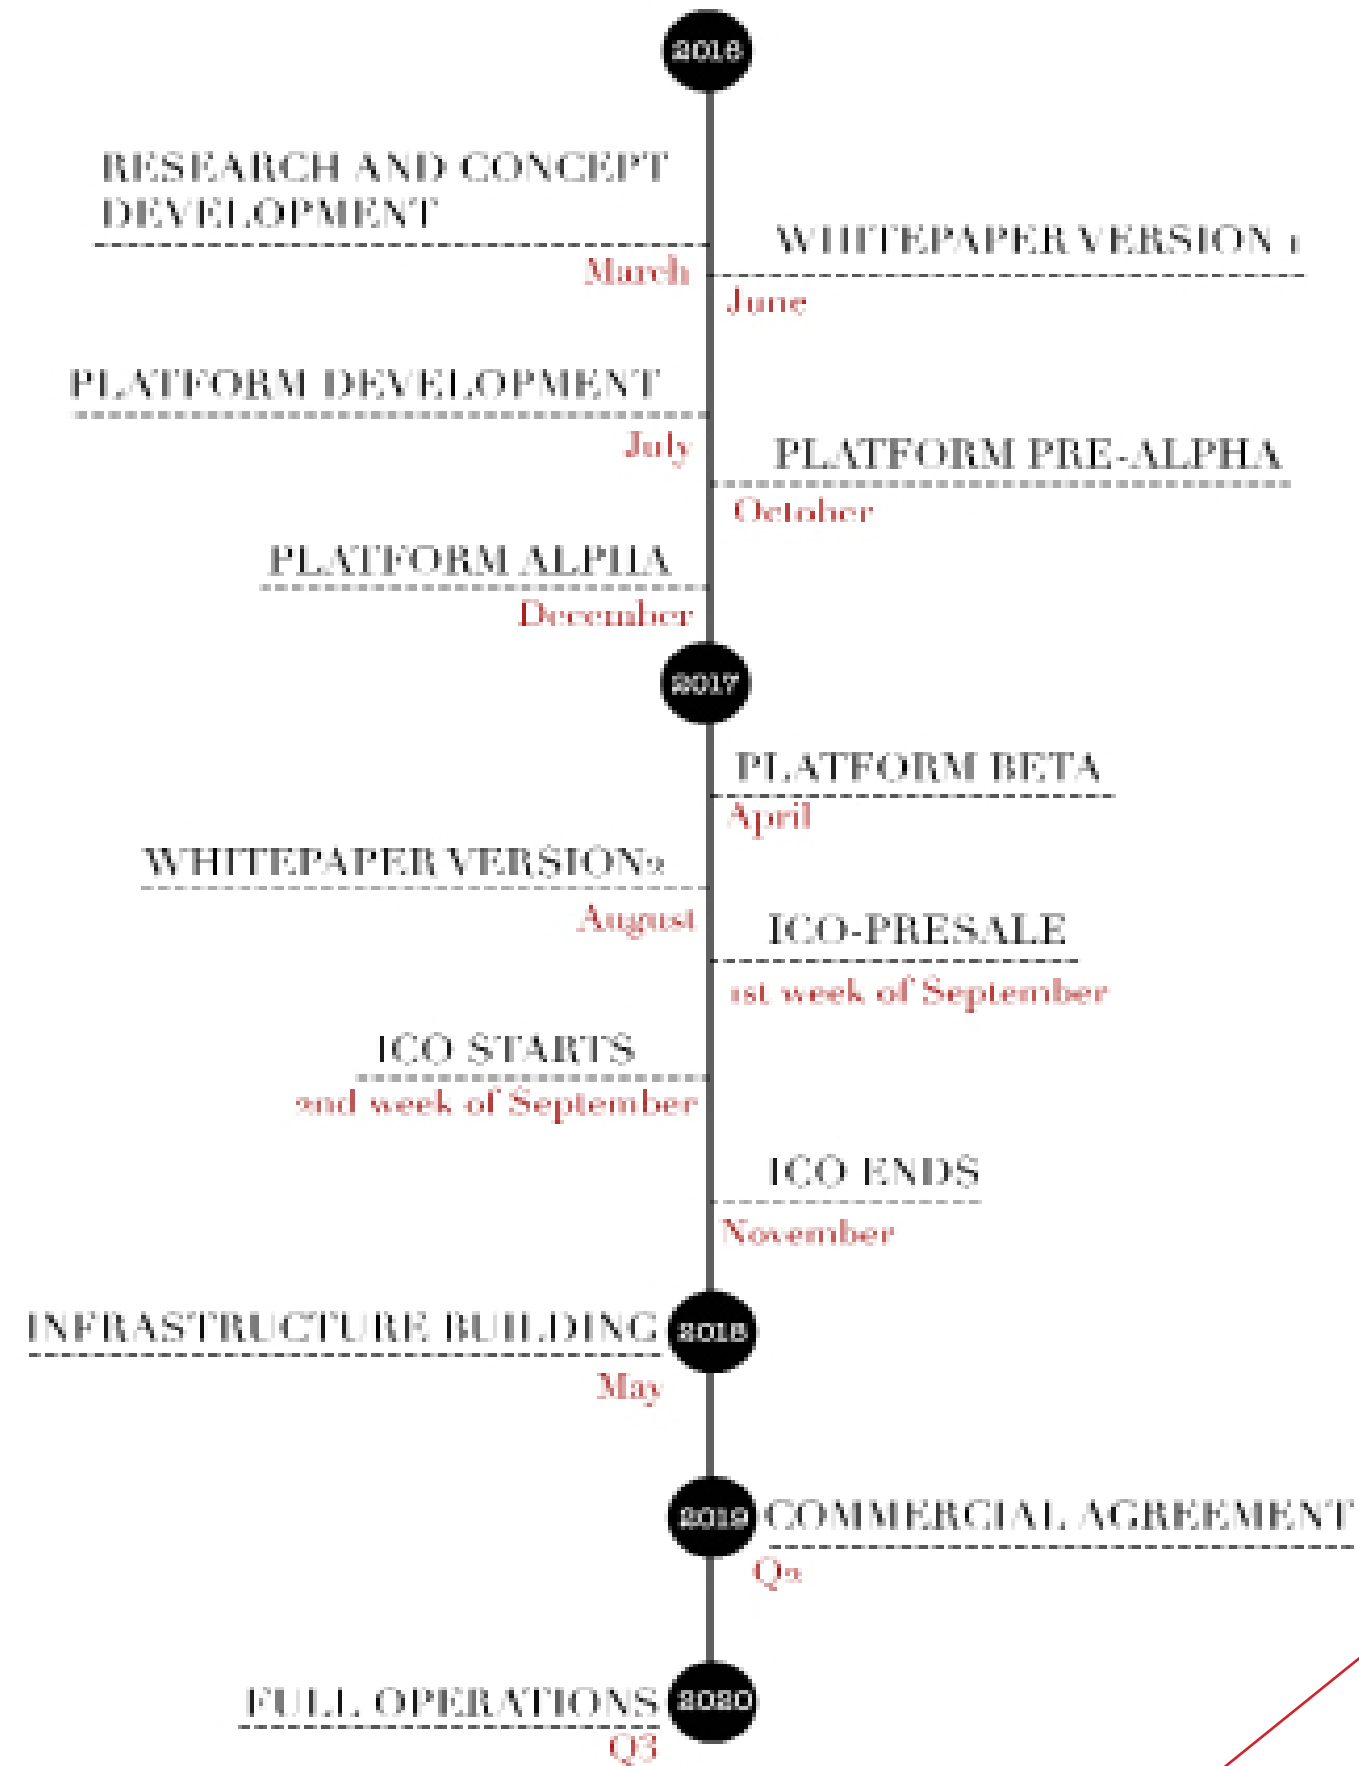 2016
RESEARCH AND CONCEPT
DEVELOPMENT
March
WHITEPAPER VERSION 1
June
PLATFORM DEVELOPMENT
July
PLATFORM PRE-ALPHA
October
PLATFORM ALPHA
December
2017
PLATFORM BETA
April
WHITEPAPER VERSION2
August
ICO-PRESALE
1st week of September
ICO STARTS
2nd week of September
ICO ENDS
November
INFRASTRUCTURE BUILDING
2018
May
2019
COMMERCIAL AGREEMENT
Q2
FULL OPERATIONS
2020
Q3